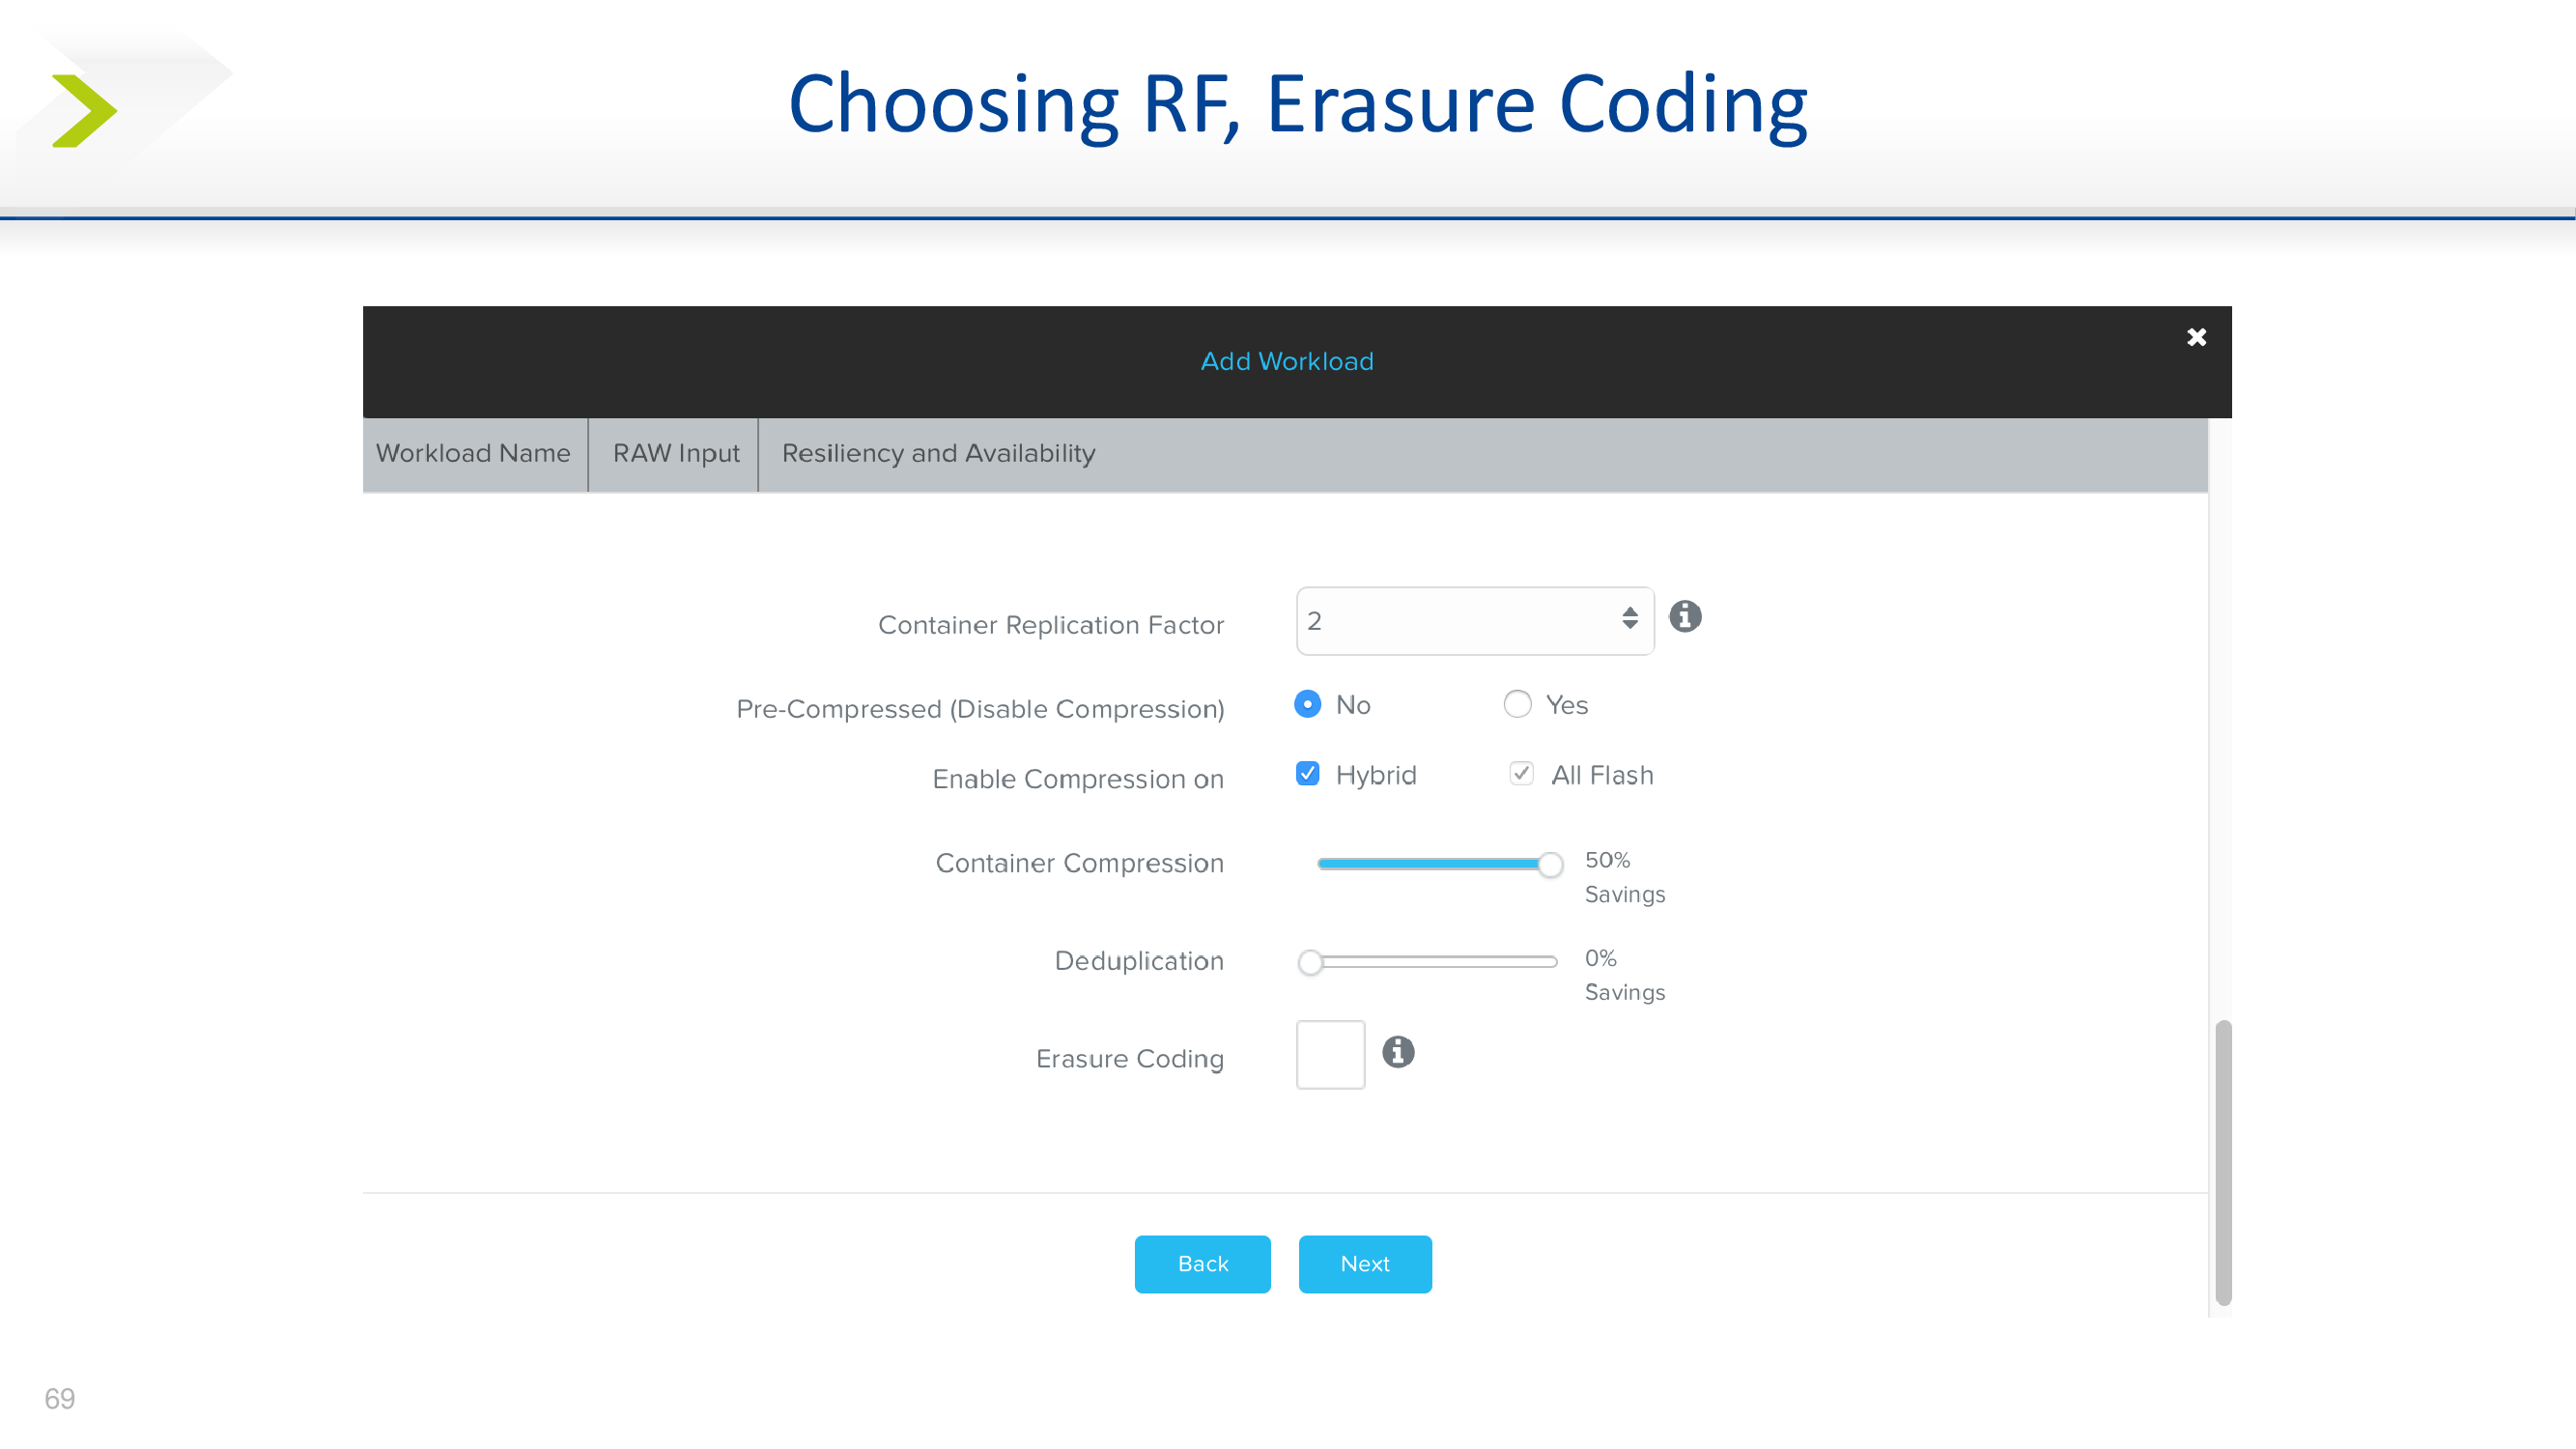 Choosing RF, Erasure Coding
Add Workload
Workload Name
RAW Input
Resiliency and Availability
Container Replication Factor
2
Pre-Compressed (Disable Compression)
No
Yes
Enable Compression on
Hybrid
All Flash
Container Compression
50%
Savings
Deduplication
0%
Savings
Erasure Coding
Back
Next
69